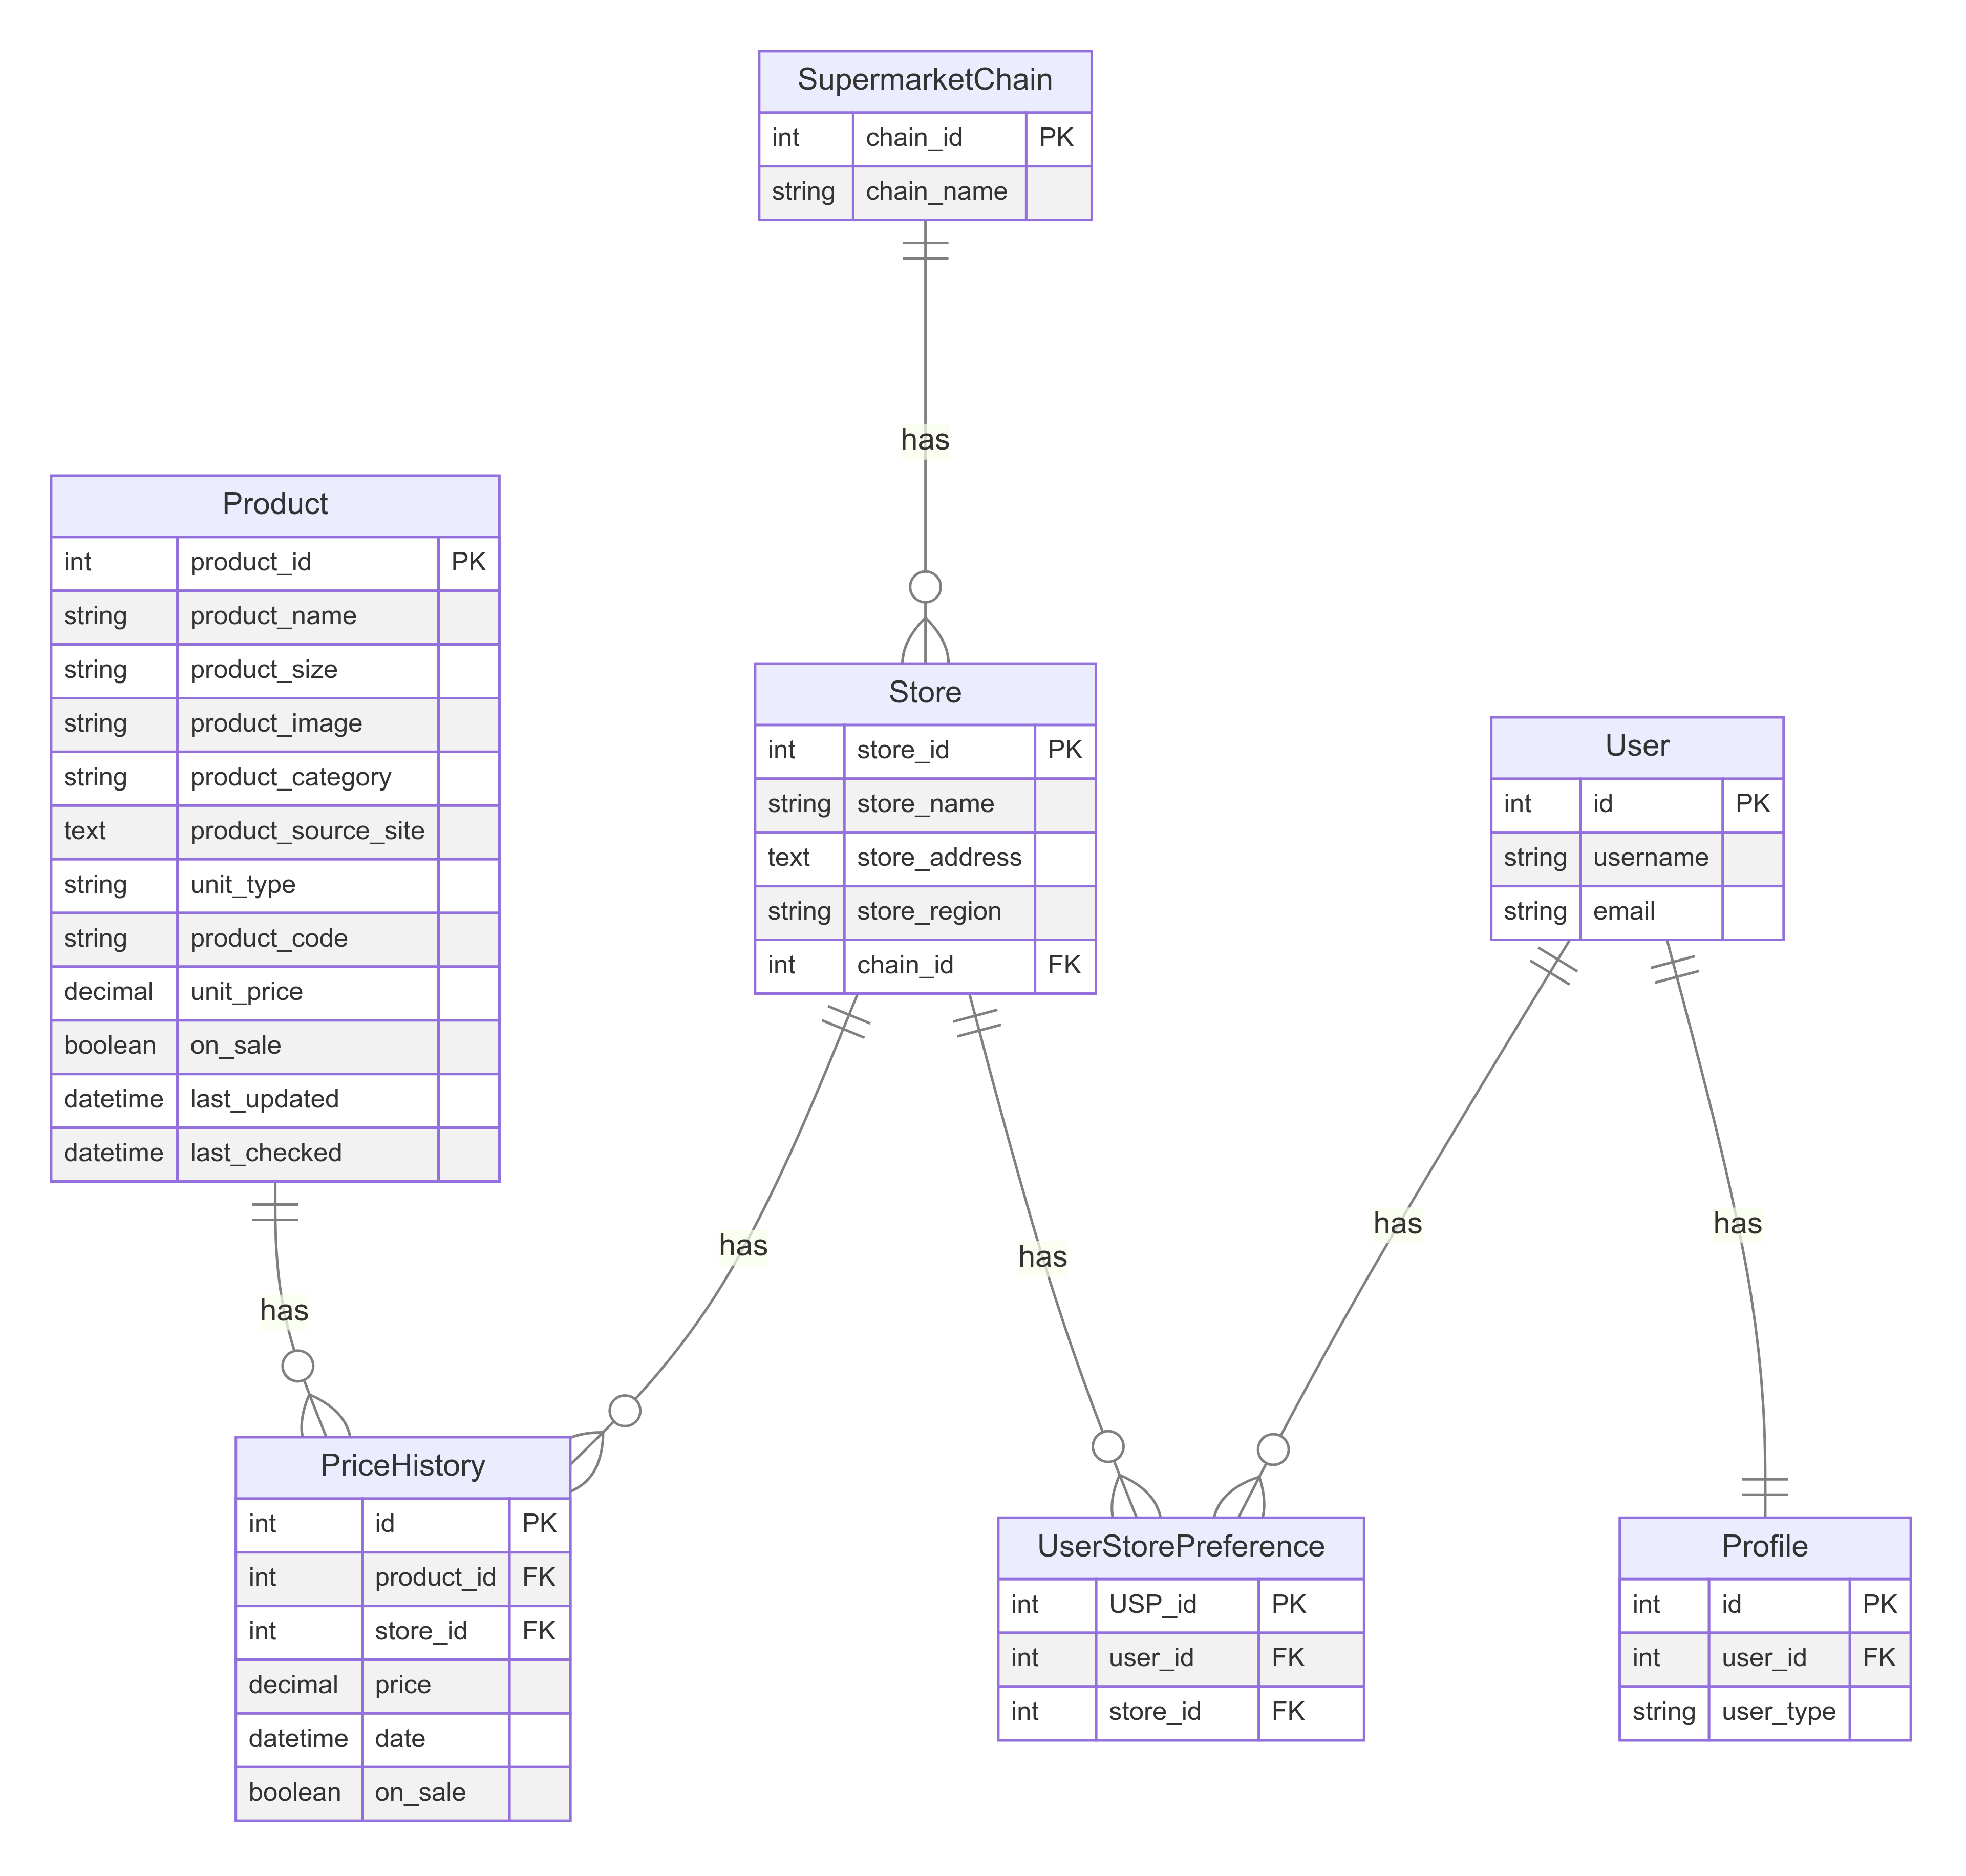 SupermarketChain
int chain_id PK
string chain_name
has
Product
int product_id PK
string product_name
string product_size
string product_image
string product_category
text product_source_site
string unit_type
string product_code
decimal unit_price
boolean on_sale
datetime last_updated
datetime last_checked
Store
int store_id PK
string store_name
text store_address
string store_region
int chain_id FK
User
int id PK
string username
string email
has
has
has
has
has
PriceHistory
int id PK
int product_id FK
int store_id FK
decimal price
datetime date
boolean on_sale
UserStorePreference
int USP_id PK
int user_id FK
int store_id FK
Profile
int id PK
int user_id FK
string user_type